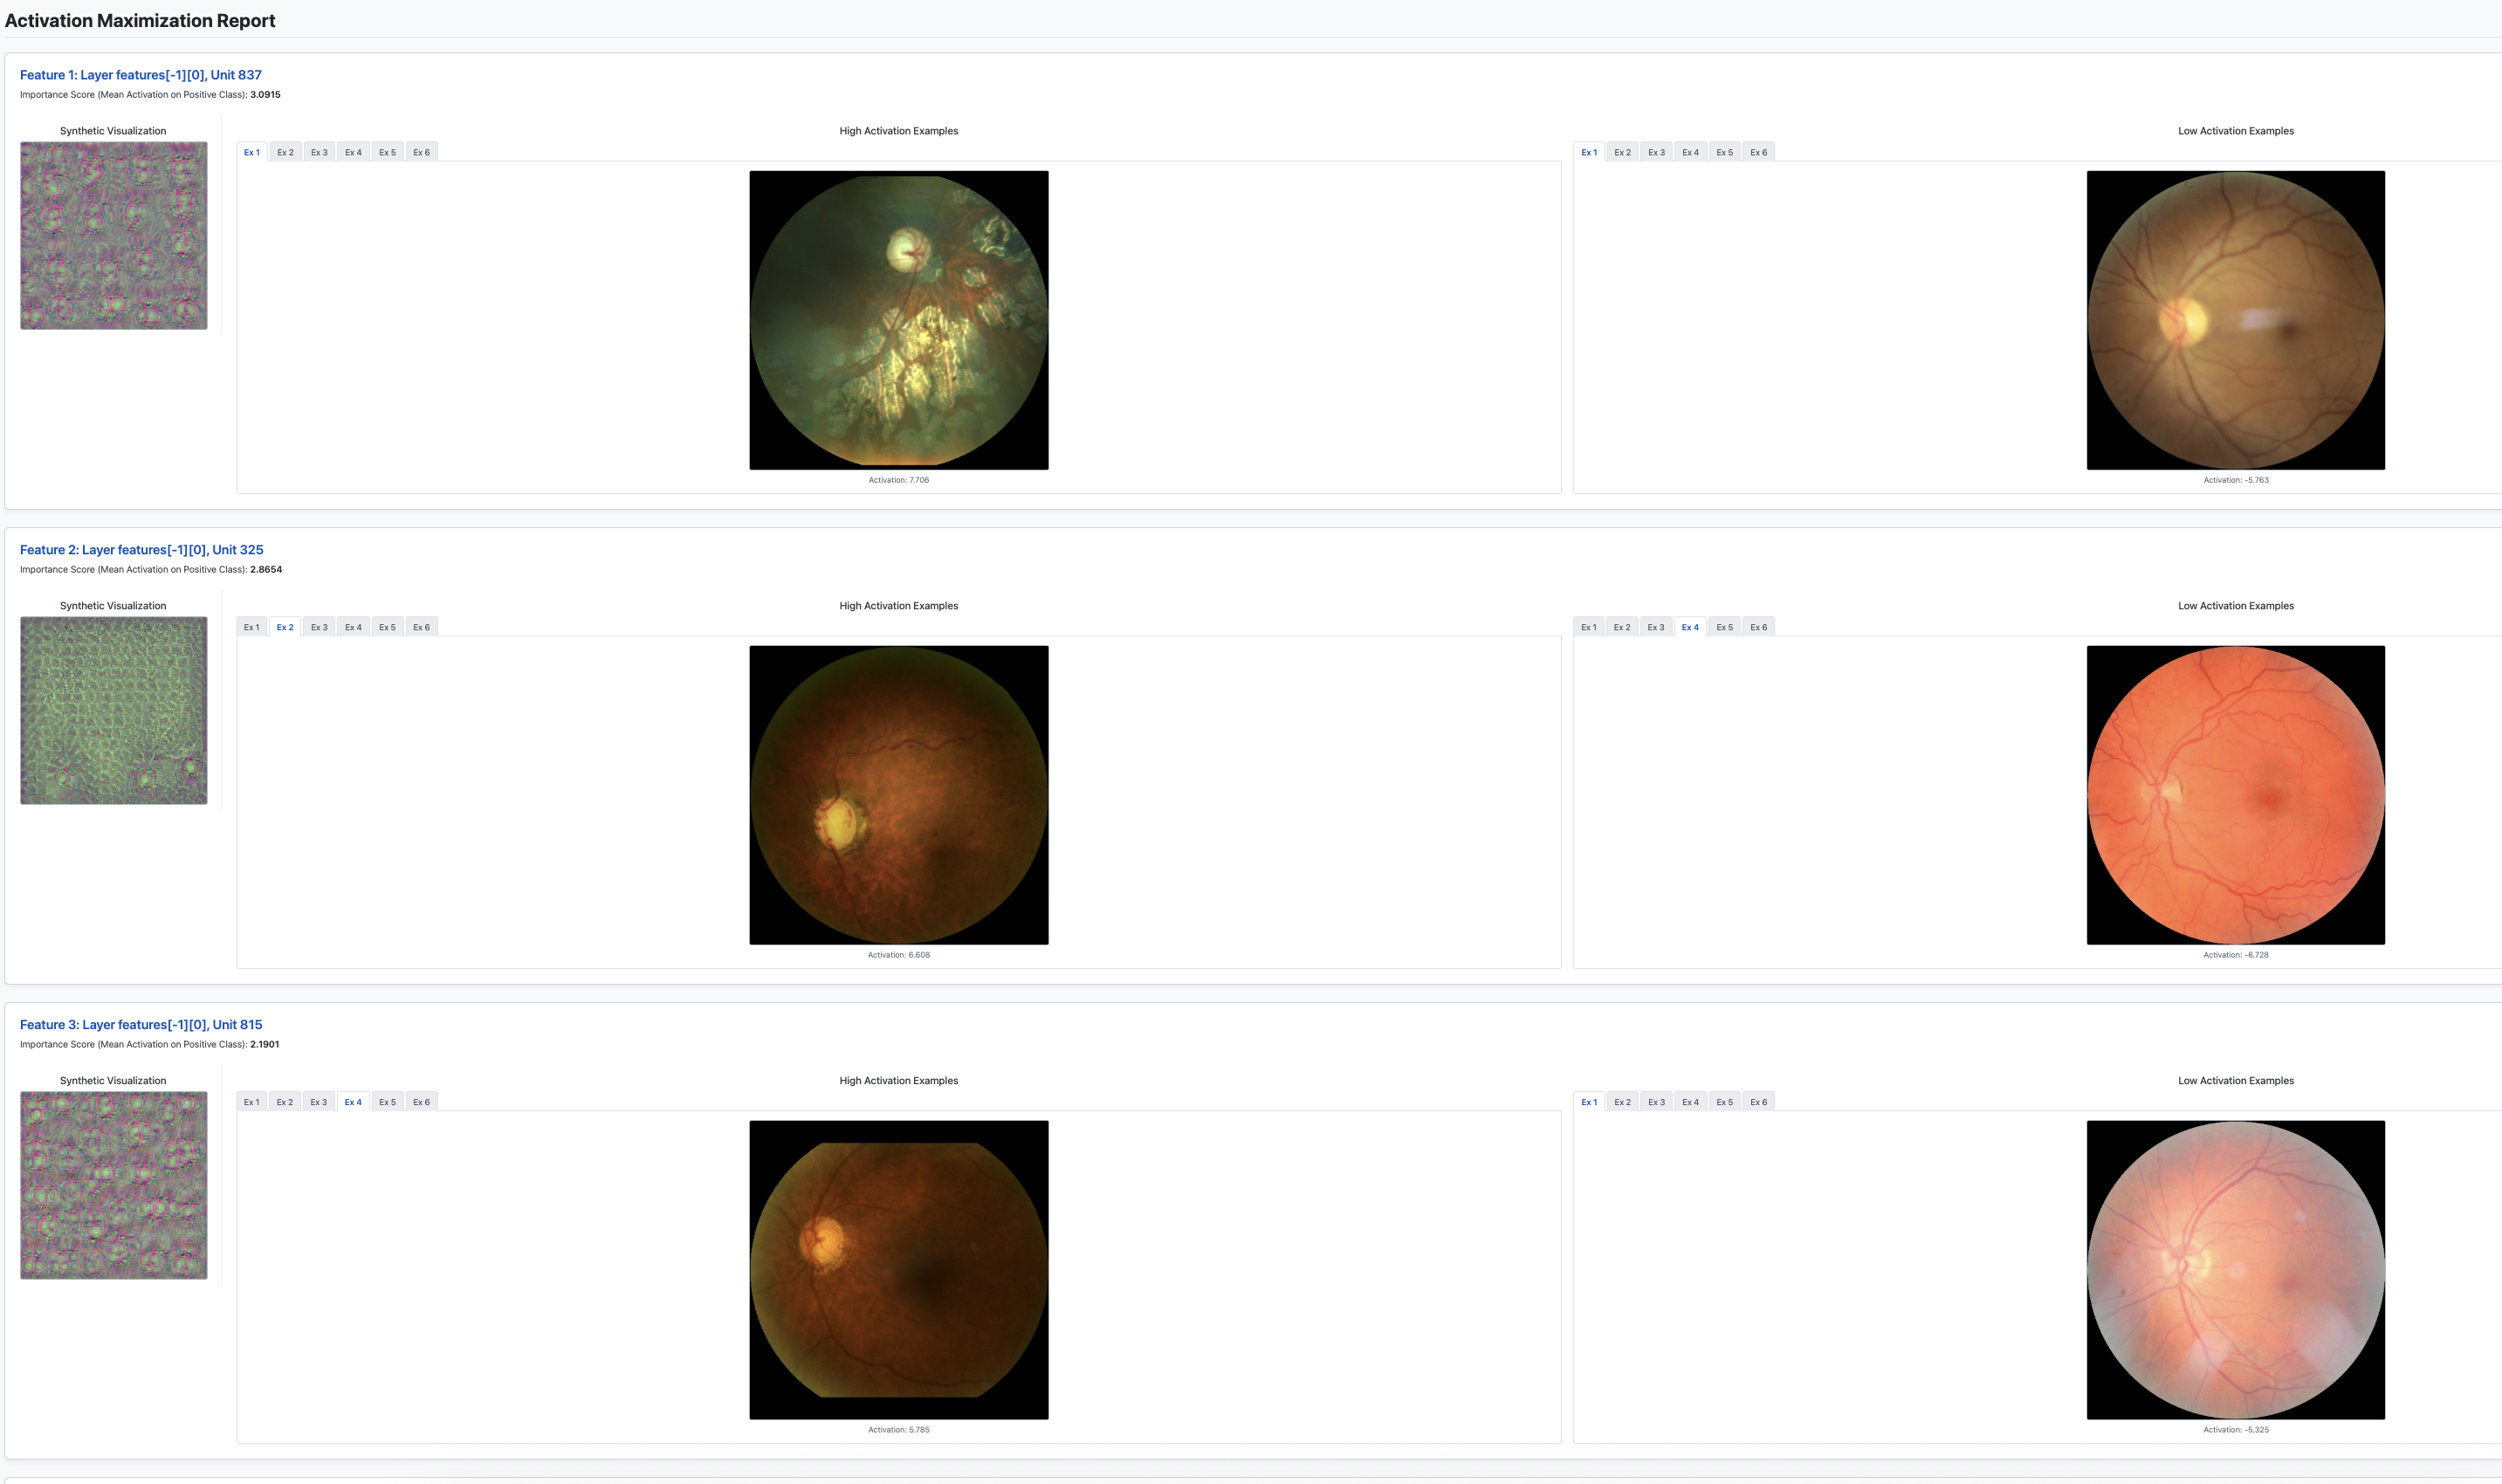 Activation Maximization Report
Feature 1: Layer features[-1][0], Unit 837
Importance Score (Mean Activation on Positive Class): 3.0915
Synthetic Visualization
High Activation Examples
Low Activation Examples
Ex 1 Ex 2 Ex 3 Ex 4 Ex 5 Ex 6
Ex 1 Ex 2 Ex 3 Ex 4 Ex 5 Ex 6
Activation: 7.706
Activation: -5.763
Feature 2: Layer features[-1][0], Unit 325
Importance Score (Mean Activation on Positive Class): 2.8654
Synthetic Visualization
High Activation Examples
Low Activation Examples
Ex 1 Ex 2 Ex 3 Ex 4 Ex 5 Ex 6
Ex 1 Ex 2 Ex 3 Ex 4 Ex 5 Ex 6
Activation: 6.608
Activation: -6.728
Feature 3: Layer features[-1][0], Unit 815
Importance Score (Mean Activation on Positive Class): 2.1901
Synthetic Visualization
High Activation Examples
Low Activation Examples
Ex 1 Ex 2 Ex 3 Ex 4 Ex 5 Ex 6
Ex 1 Ex 2 Ex 3 Ex 4 Ex 5 Ex 6
Activation: 5.785
Activation: -5.325